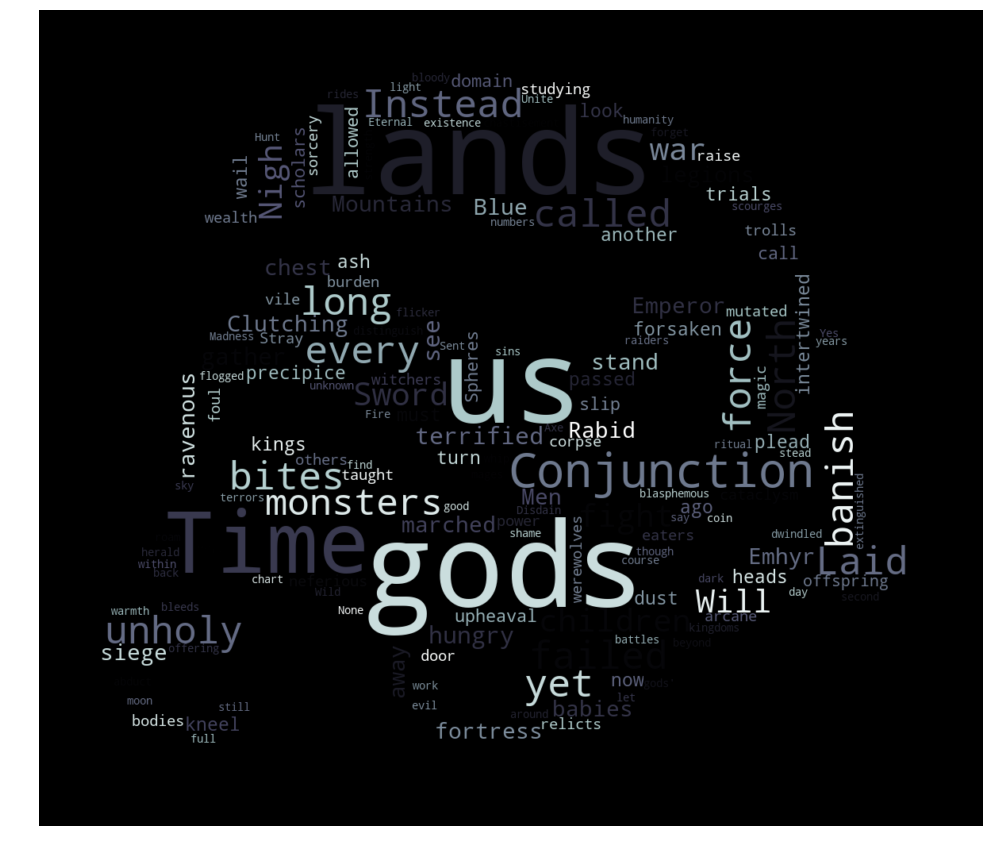 bloody
light domain studying
rides Instead Unite look
Eternal existence humanity
lands forget
Hunt sorcery allowed war raise
wail Nigh scholars
trials
wealth Mountains Blue called scourges
numbers another trolls
call
chest ash
burden Emperor mutated intertwined
vile long flicker raiders
Clutching forsaken Yes
Madness Stray see Spheres force magic North years
gather every Sent sins stand
flogged precipice witchers us passed
ravenous foul unknown Sword slip
Fire must Axe Rabid banish
kings terrified corpse ritual plead
others find turn stead
sky bites taught Conjunction
terrors monsters good Men blasphemous ago
Disdain fight say coin extinguished
Time marched power shame werewolves eaters dwindled
herald gods though Emhyr Laid
within course
back chart nefarious dark heads offspring
Wild day second
warmth bleeds None dust Will
upheaval children arcane
unholy hungry kingdoms
siege offering door battles beyond
away failed
work yet now gods
moon still evil babies let
bodies kneel around
full fortress relicts